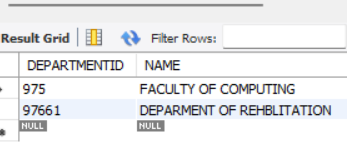 Result Grid Filter Rows:
DEPARTMENTID NAME
975 FACULTY OF COMPUTING
97661 DEPARMENT OF REHBLITATION
NULL NULL